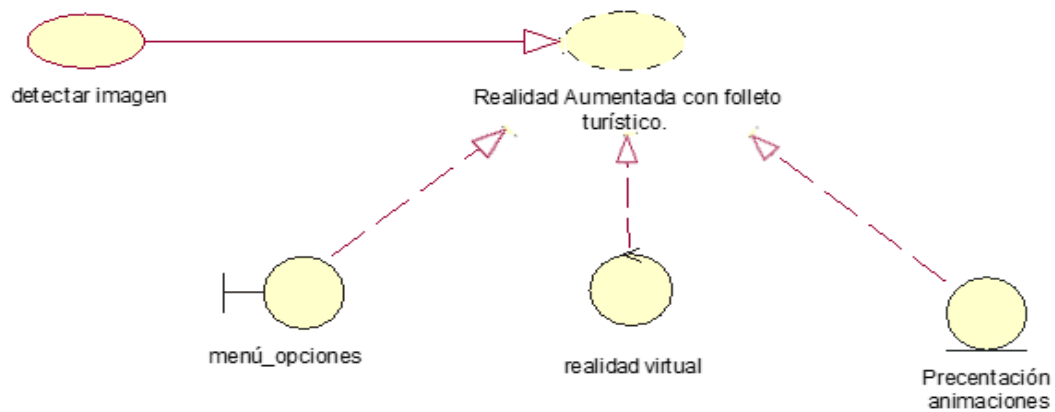 detectar imagen
Realidad Aumentada con folleto
turístico.
menú_opciones
realidad virtual
Precentación
animaciones